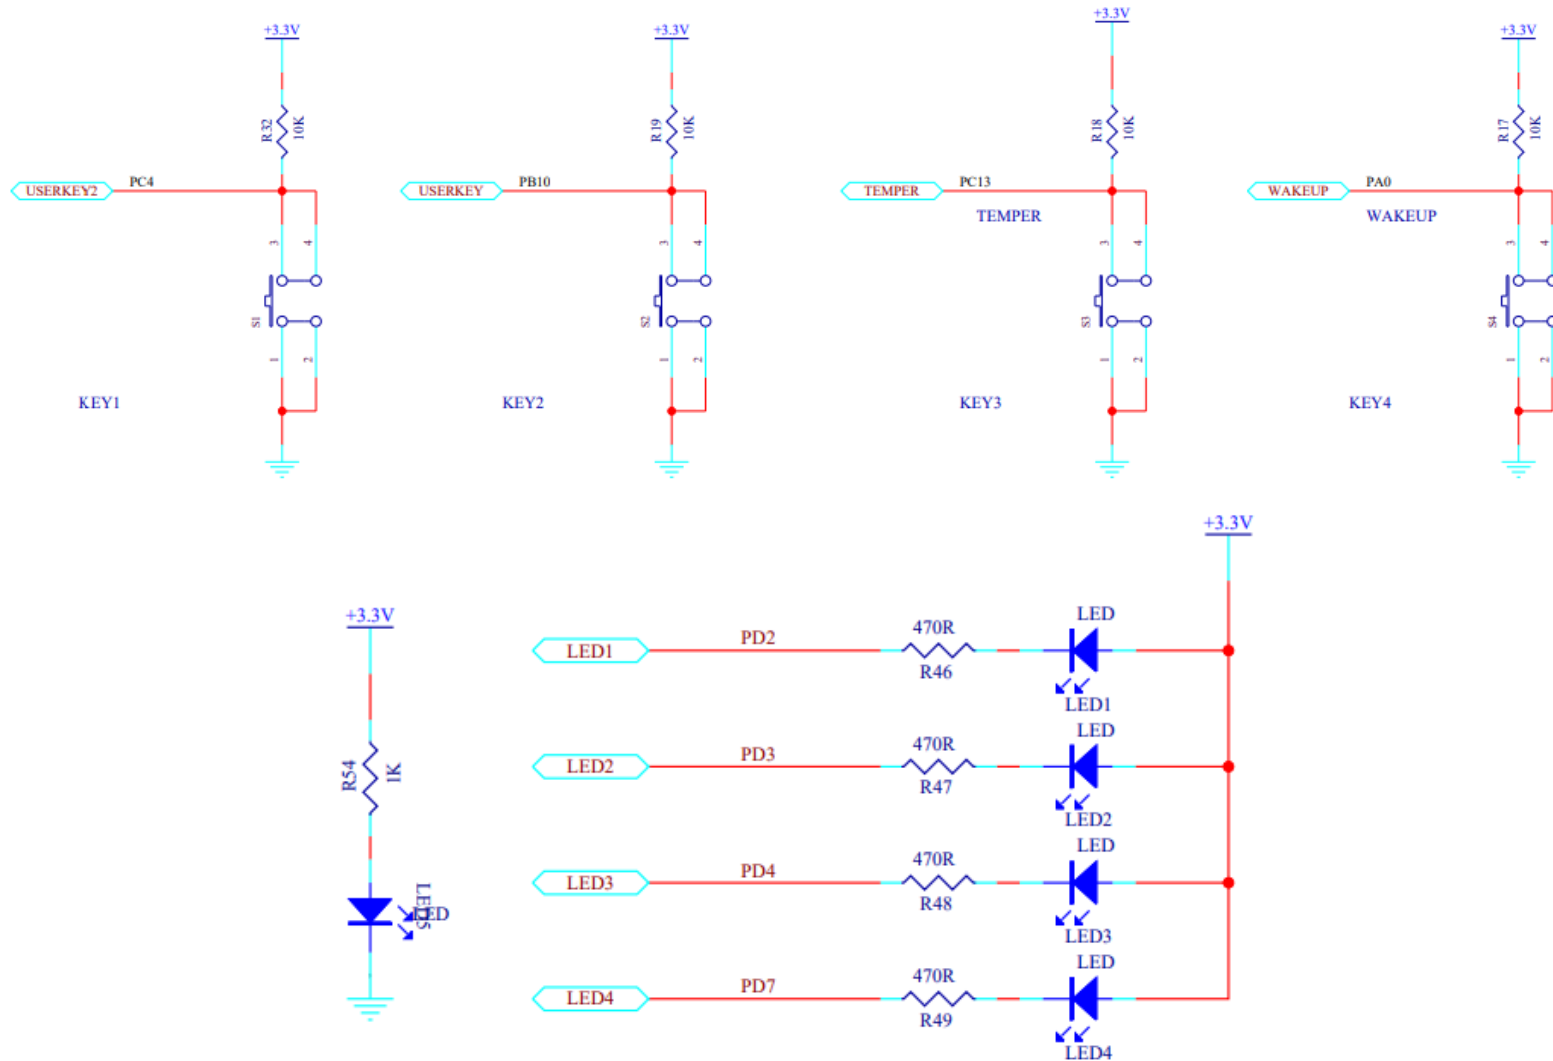 +3.3V
+3.3V
+3.3V
+3.3V
R32
10K
R19
10K
R18
10K
R17
10K
USERKEY2
PC4
USERKEY
PB10
TEMPER
PC13
WAKEUP
PA0
TEMPER
WAKEUP
3
4
3
4
3
4
3
4
S1
S2
S3
S4
1
2
1
2
1
2
1
2
KEY1
KEY2
KEY3
KEY4
+3.3V
+3.3V
R54
1K
LED5
LED
LED1
PD2
470R
R46
LED
LED1
LED2
PD3
470R
R47
LED
LED2
LED3
PD4
470R
R48
LED
LED3
LED4
PD7
470R
R49
LED
LED4